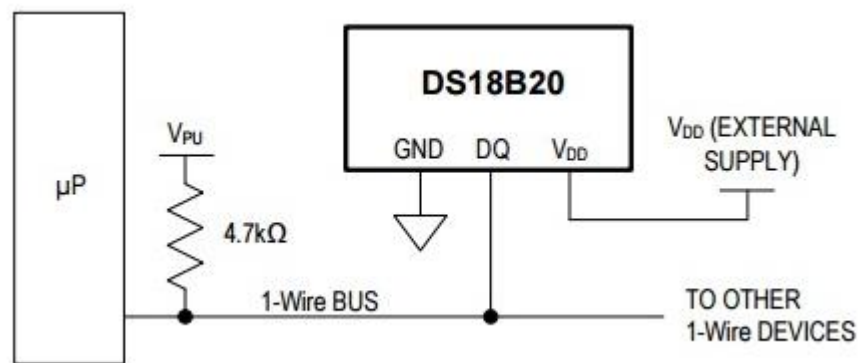 DS18B20
GND DQ VDD
VDD (EXTERNAL
SUPPLY)
VPU
µP
4.7kΩ
1-Wire BUS
TO OTHER
1-Wire DEVICES